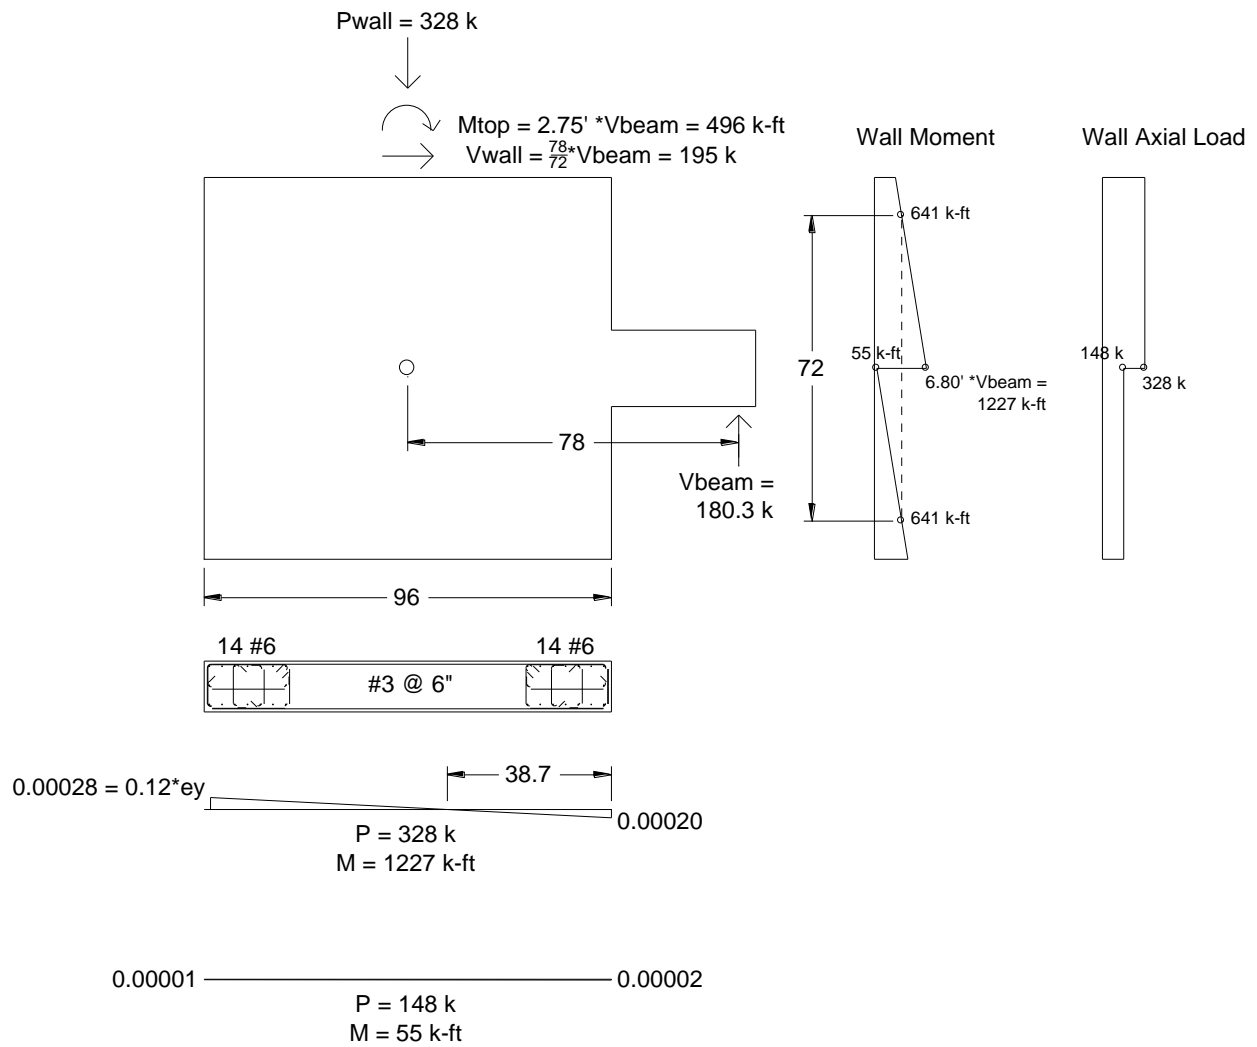 Pwall = 328 k
Mtop = 2.75' *Vbeam = 496 k-ft
Vwall = 78/72*Vbeam = 195 k
Wall Moment
Wall Axial Load
641 k-ft
72
55 k-ft
6.80' *Vbeam =
1227 k-ft
148 k
328 k
78
Vbeam =
180.3 k
641 k-ft
96
14 #6
14 #6
#3 @ 6"
38.7
0.00028 = 0.12*ey
0.00020
P = 328 k
M = 1227 k-ft
0.00001
0.00002
P = 148 k
M = 55 k-ft